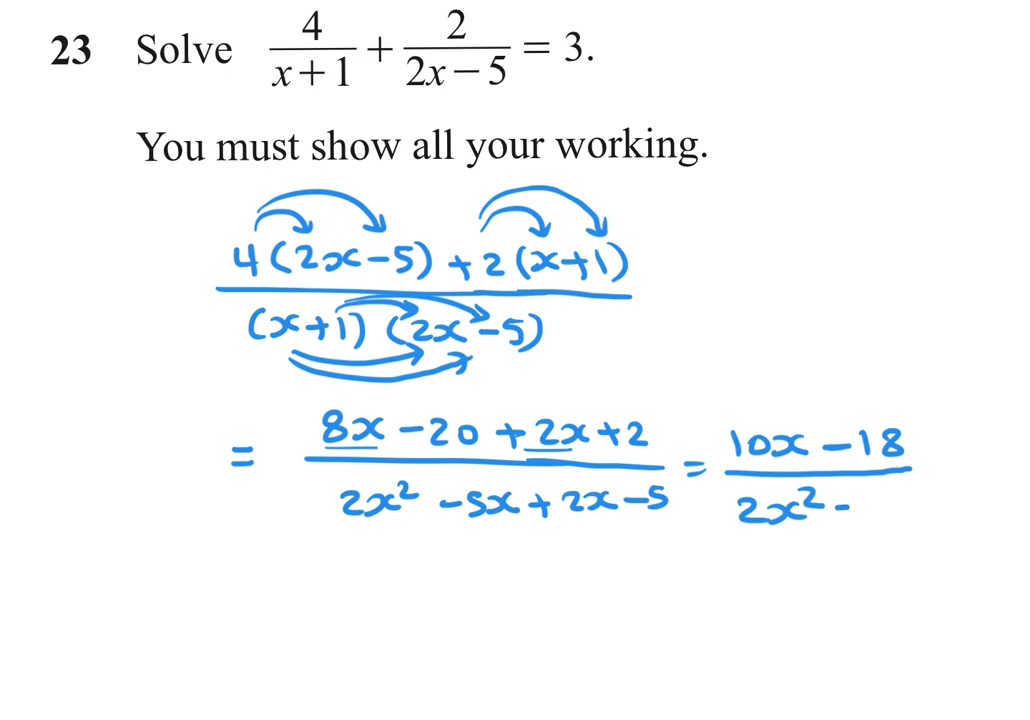 23 Solve 4/(x+1) + 2/(2x−5) = 3.
You must show all your working.
4(2x−5) + 2(x+1)
(x+1)(2x−5)
= (8x−20+2x+2)/(2x²−5x+2x−5) = (10x−18)/(2x²−